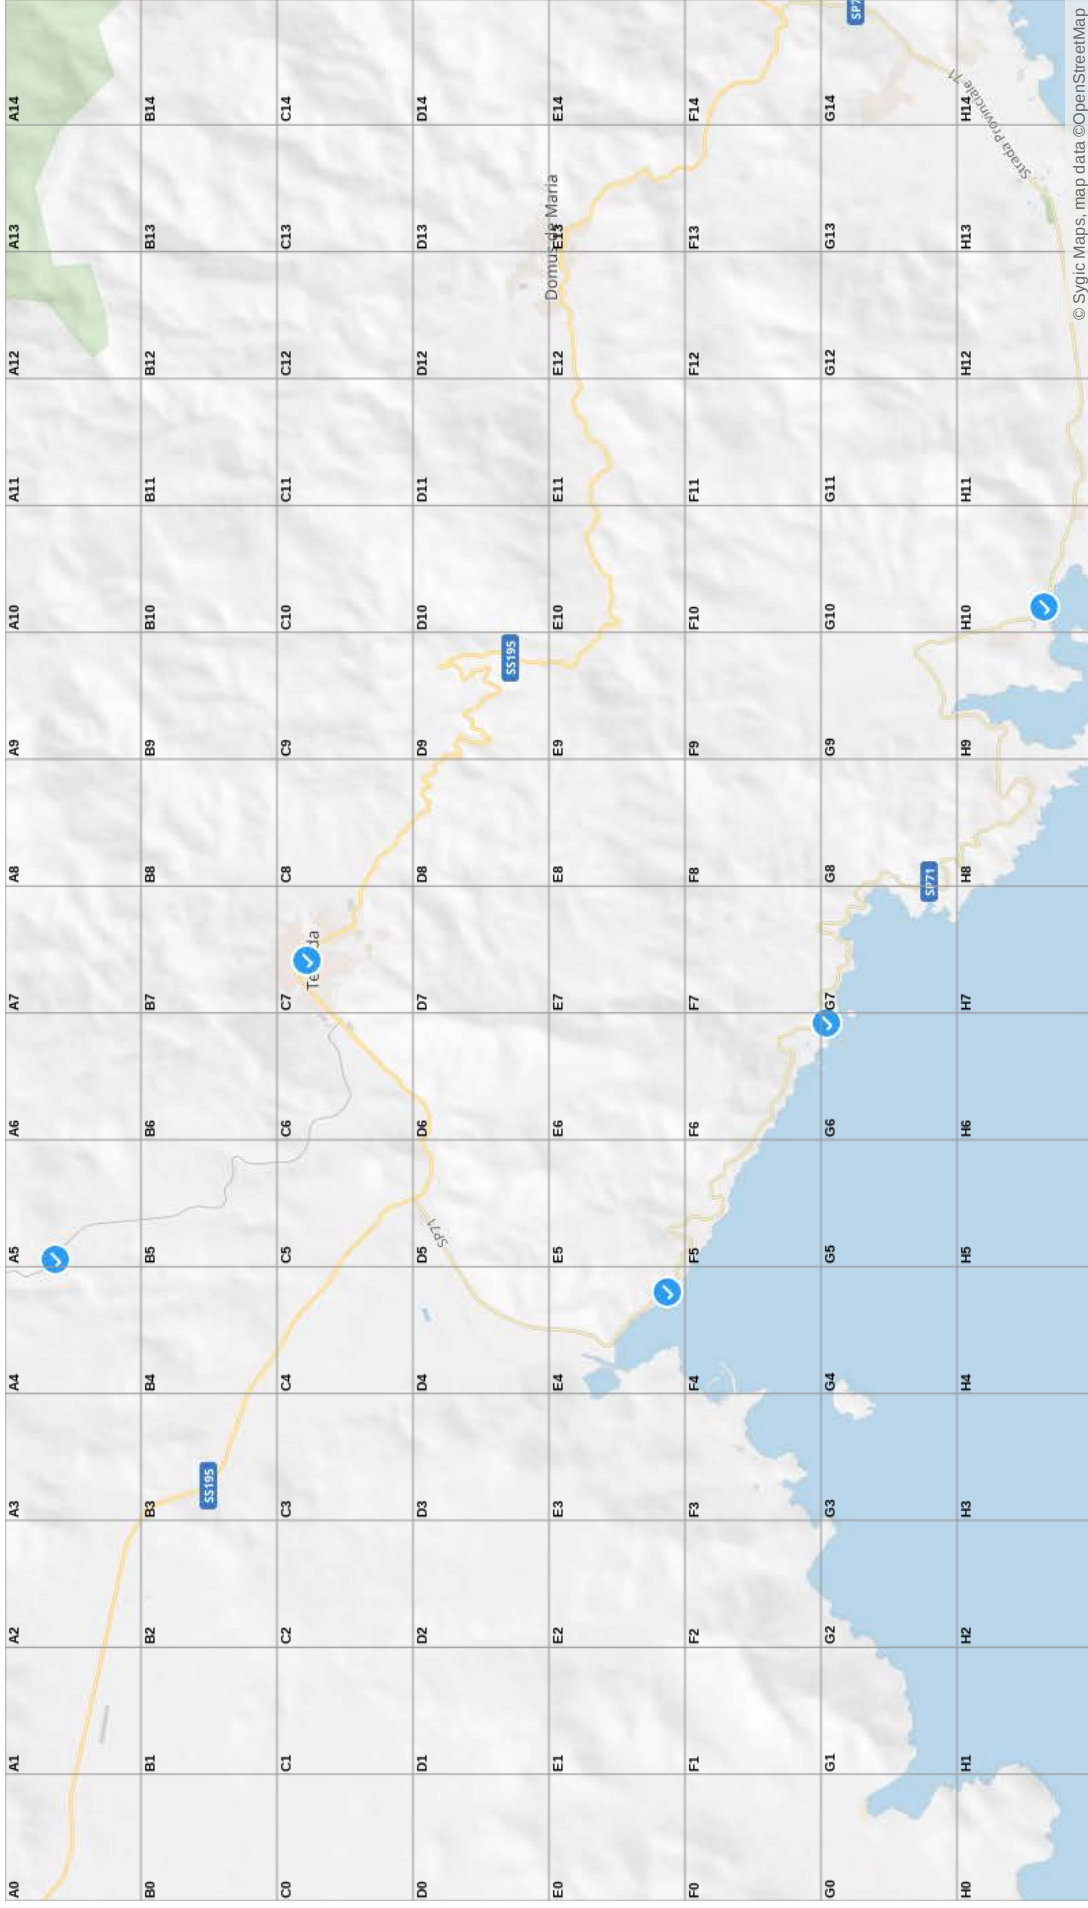 A0 A1 A2 A3 A4 A5 A6 A7 A8 A9 A10 A11 A12 A13 A14
B0 B1 B2 B3 B4 B5 B6 B7 B8 B9 B10 B11 B12 B13 B14
SS195
C0 C1 C2 C3 C4 C5 C6 C7 C8 C9 C10 C11 C12 C13 C14
D0 D1 D2 D3 D4 D5 D6 D7 D8 D9 D10 D11 D12 D13 D14
SP71
SS195
Domus de Maria
E0 E1 E2 E3 E4 E5 E6 E7 E8 E9 E10 E11 E12 E13 E14
F0 F1 F2 F3 F4 F5 F6 F7 F8 F9 F10 F11 F12 F13 F14
G0 G1 G2 G3 G4 G5 G6 G7 G8 G9 G10 G11 G12 G13 G14
SP71
Strada Provinciale 71
H0 H1 H2 H3 H4 H5 H6 H7 H8 H9 H10 H11 H12 H13 H14
© Sygic Maps, map data ©OpenStreetMap